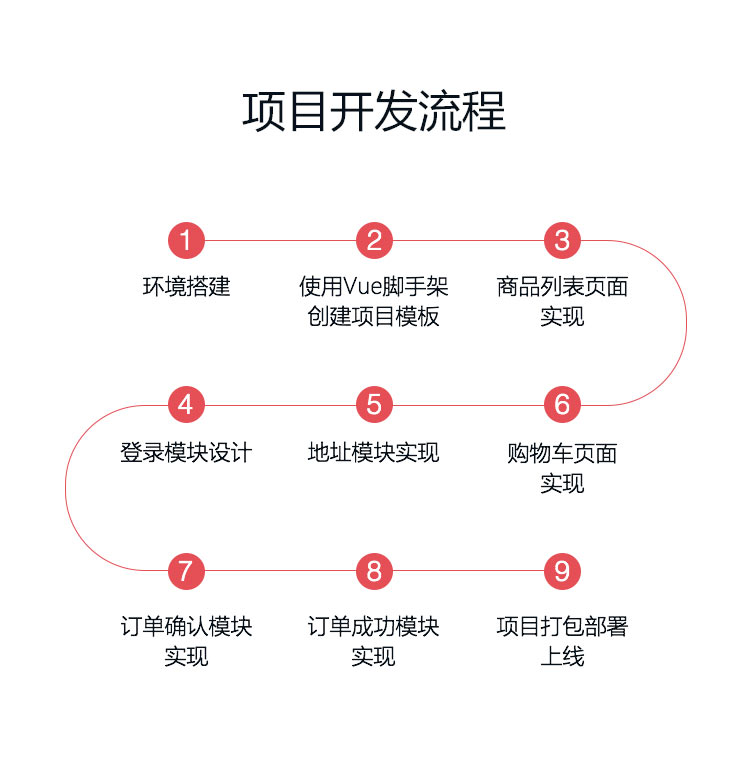 项目开发流程
1
环境搭建
2
使用Vue脚手架
创建项目模板
3
商品列表页面
实现
4
登录模块设计
5
地址模块实现
6
购物车页面
实现
7
订单确认模块
实现
8
订单成功模块
实现
9
项目打包部署
上线